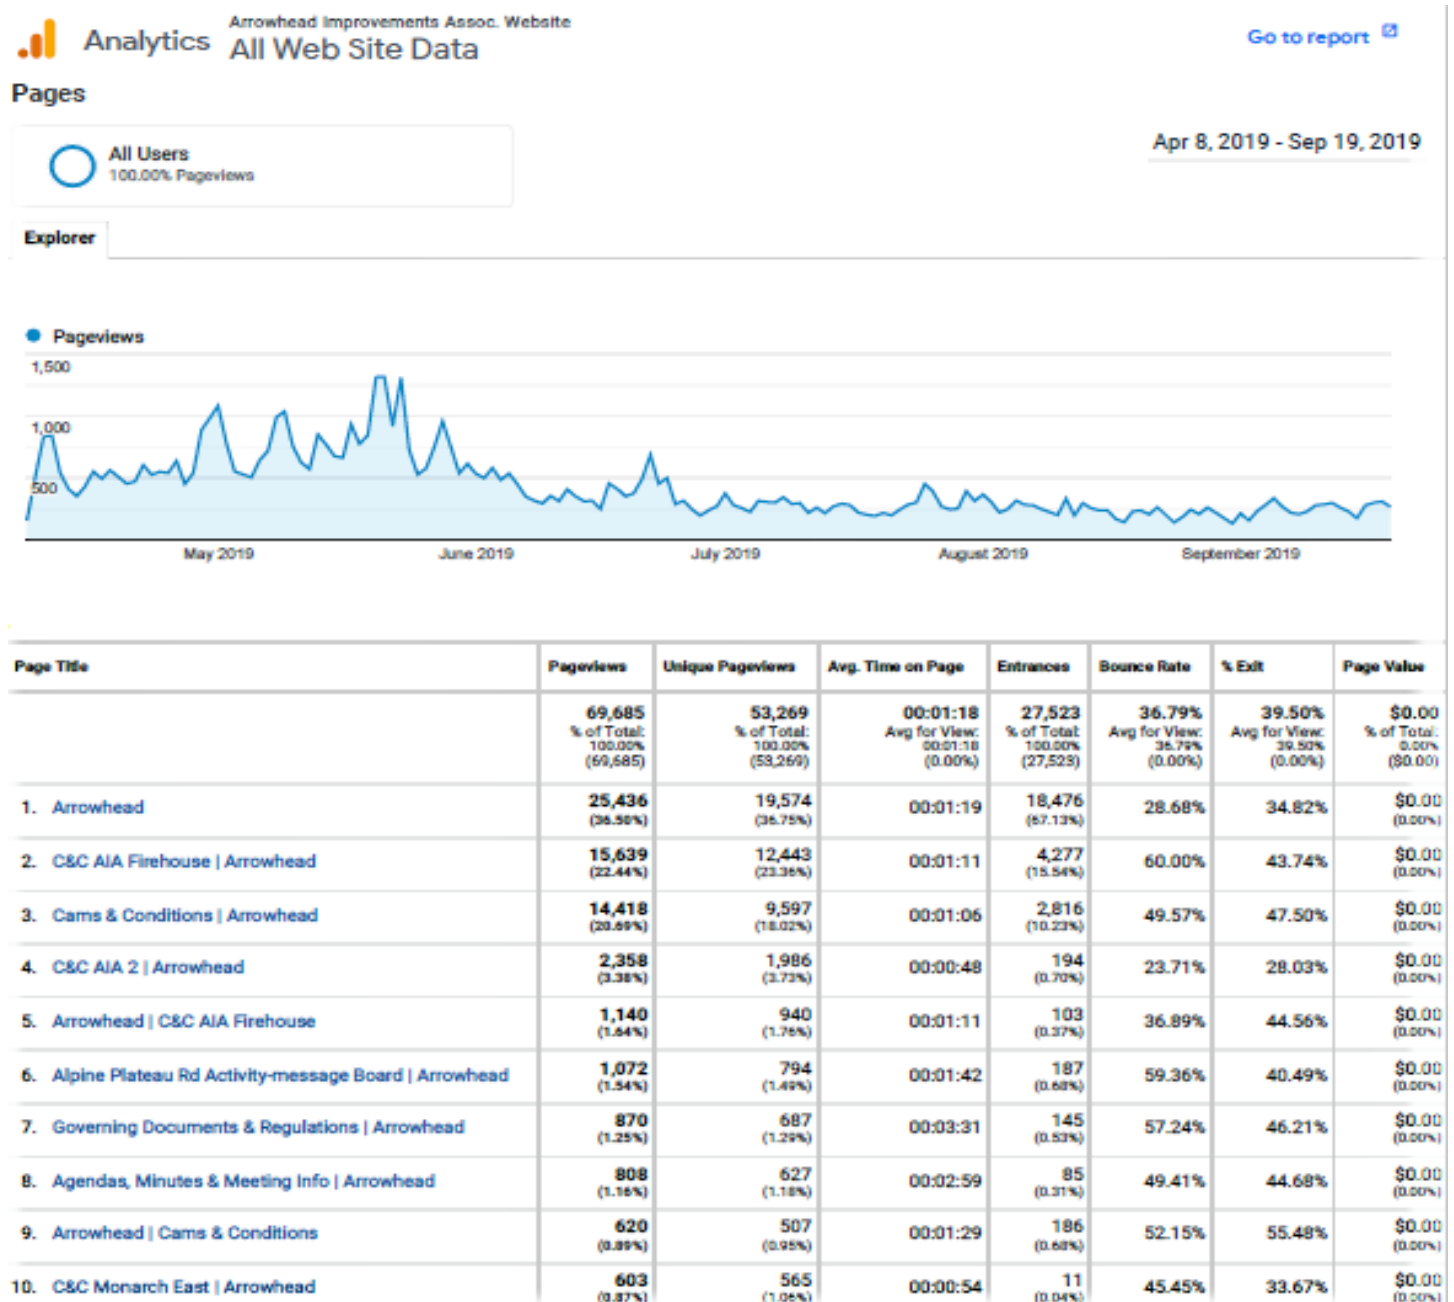 Arrowhead Improvements Assoc. Website
Analytics All Web Site Data
Go to report
Pages
All Users
100.00% Pageviews
Apr 8, 2019 - Sep 19, 2019
Explorer
Pageviews
1,500
1,000
500
May 2019 June 2019 July 2019 August 2019 September 2019
Page Title Pageviews Unique Pageviews Avg. Time on Page Entrances Bounce Rate % Exit Page Value
69,685 53,269 00:01:18 27,523 36.79% 39.50% $0.00
% of Total: % of Total: Avg for View: % of Total: Avg for View: Avg for View: % of Total:
100.00% 100.00% 00:01:18 100.00% 36.79% 39.50% 0.00%
(69,685) (53,269) (0.00%) (27,523) (0.00%) (0.00%) ($0.00)
1. Arrowhead 25,436 19,574 00:01:19 18,476 28.68% 34.82% $0.00
(36.50%) (36.75%) (67.13%) (0.00%)
2. C&C AIA Firehouse | Arrowhead 15,639 12,443 00:01:11 4,277 60.00% 43.74% $0.00
(22.44%) (23.36%) (15.54%) (0.00%)
3. Cams & Conditions | Arrowhead 14,418 9,597 00:01:06 2,816 49.57% 47.50% $0.00
(20.69%) (18.02%) (10.23%) (0.00%)
4. C&C AIA 2 | Arrowhead 2,358 1,986 00:00:48 194 23.71% 28.03% $0.00
(3.38%) (3.73%) (0.70%) (0.00%)
5. Arrowhead | C&C AIA Firehouse 1,140 940 00:01:11 103 36.89% 44.56% $0.00
(1.64%) (1.76%) (0.37%) (0.00%)
6. Alpine Plateau Rd Activity-message Board | Arrowhead 1,072 794 00:01:42 187 59.36% 40.49% $0.00
(1.54%) (1.49%) (0.68%) (0.00%)
7. Governing Documents & Regulations | Arrowhead 870 687 00:03:31 145 57.24% 46.21% $0.00
(1.25%) (1.29%) (0.53%) (0.00%)
8. Agendas, Minutes & Meeting Info | Arrowhead 808 627 00:02:59 85 49.41% 44.68% $0.00
(1.16%) (1.18%) (0.31%) (0.00%)
9. Arrowhead | Cams & Conditions 620 507 00:01:29 186 52.15% 55.48% $0.00
(0.89%) (0.95%) (0.68%) (0.00%)
10. C&C Monarch East | Arrowhead 603 565 00:00:54 11 45.45% 33.67% $0.00
(0.87%) (1.06%) (0.04%) (0.00%)